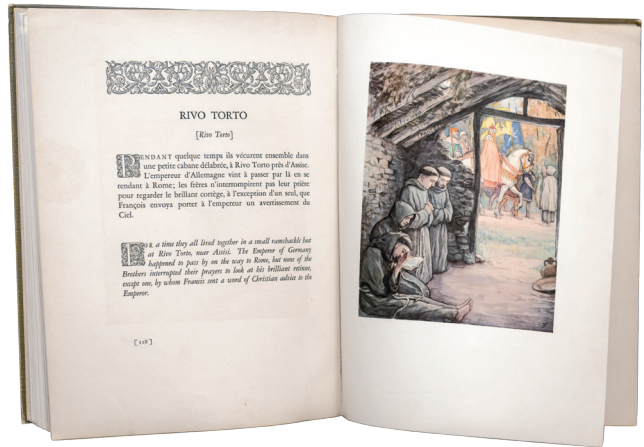 RIVO TORTO
[Rivo Torto]
PENDANT quelque temps ils vécurent ensemble dans
une petite cabane délabrée, à Rivo Torto près d'Assise.
L'empereur d'Allemagne vint à passer par là en se
rendant à Rome; les frères n'interrompirent pas leur prière
pour regarder le brillant cortège, à l'exception d'un seul, que
François envoya porter à l'empereur un avertissement du
Ciel.
FOR a time they all lived together in a small ramshackle hut
at Rivo Torto, near Assisi. The Emperor of Germany
happened to pass by on the way to Rome, but none of the
Brothers interrupted their prayers to look at his brilliant retinue,
except one, by whom Francis sent a word of Christian advice to the
Emperor.
[118]